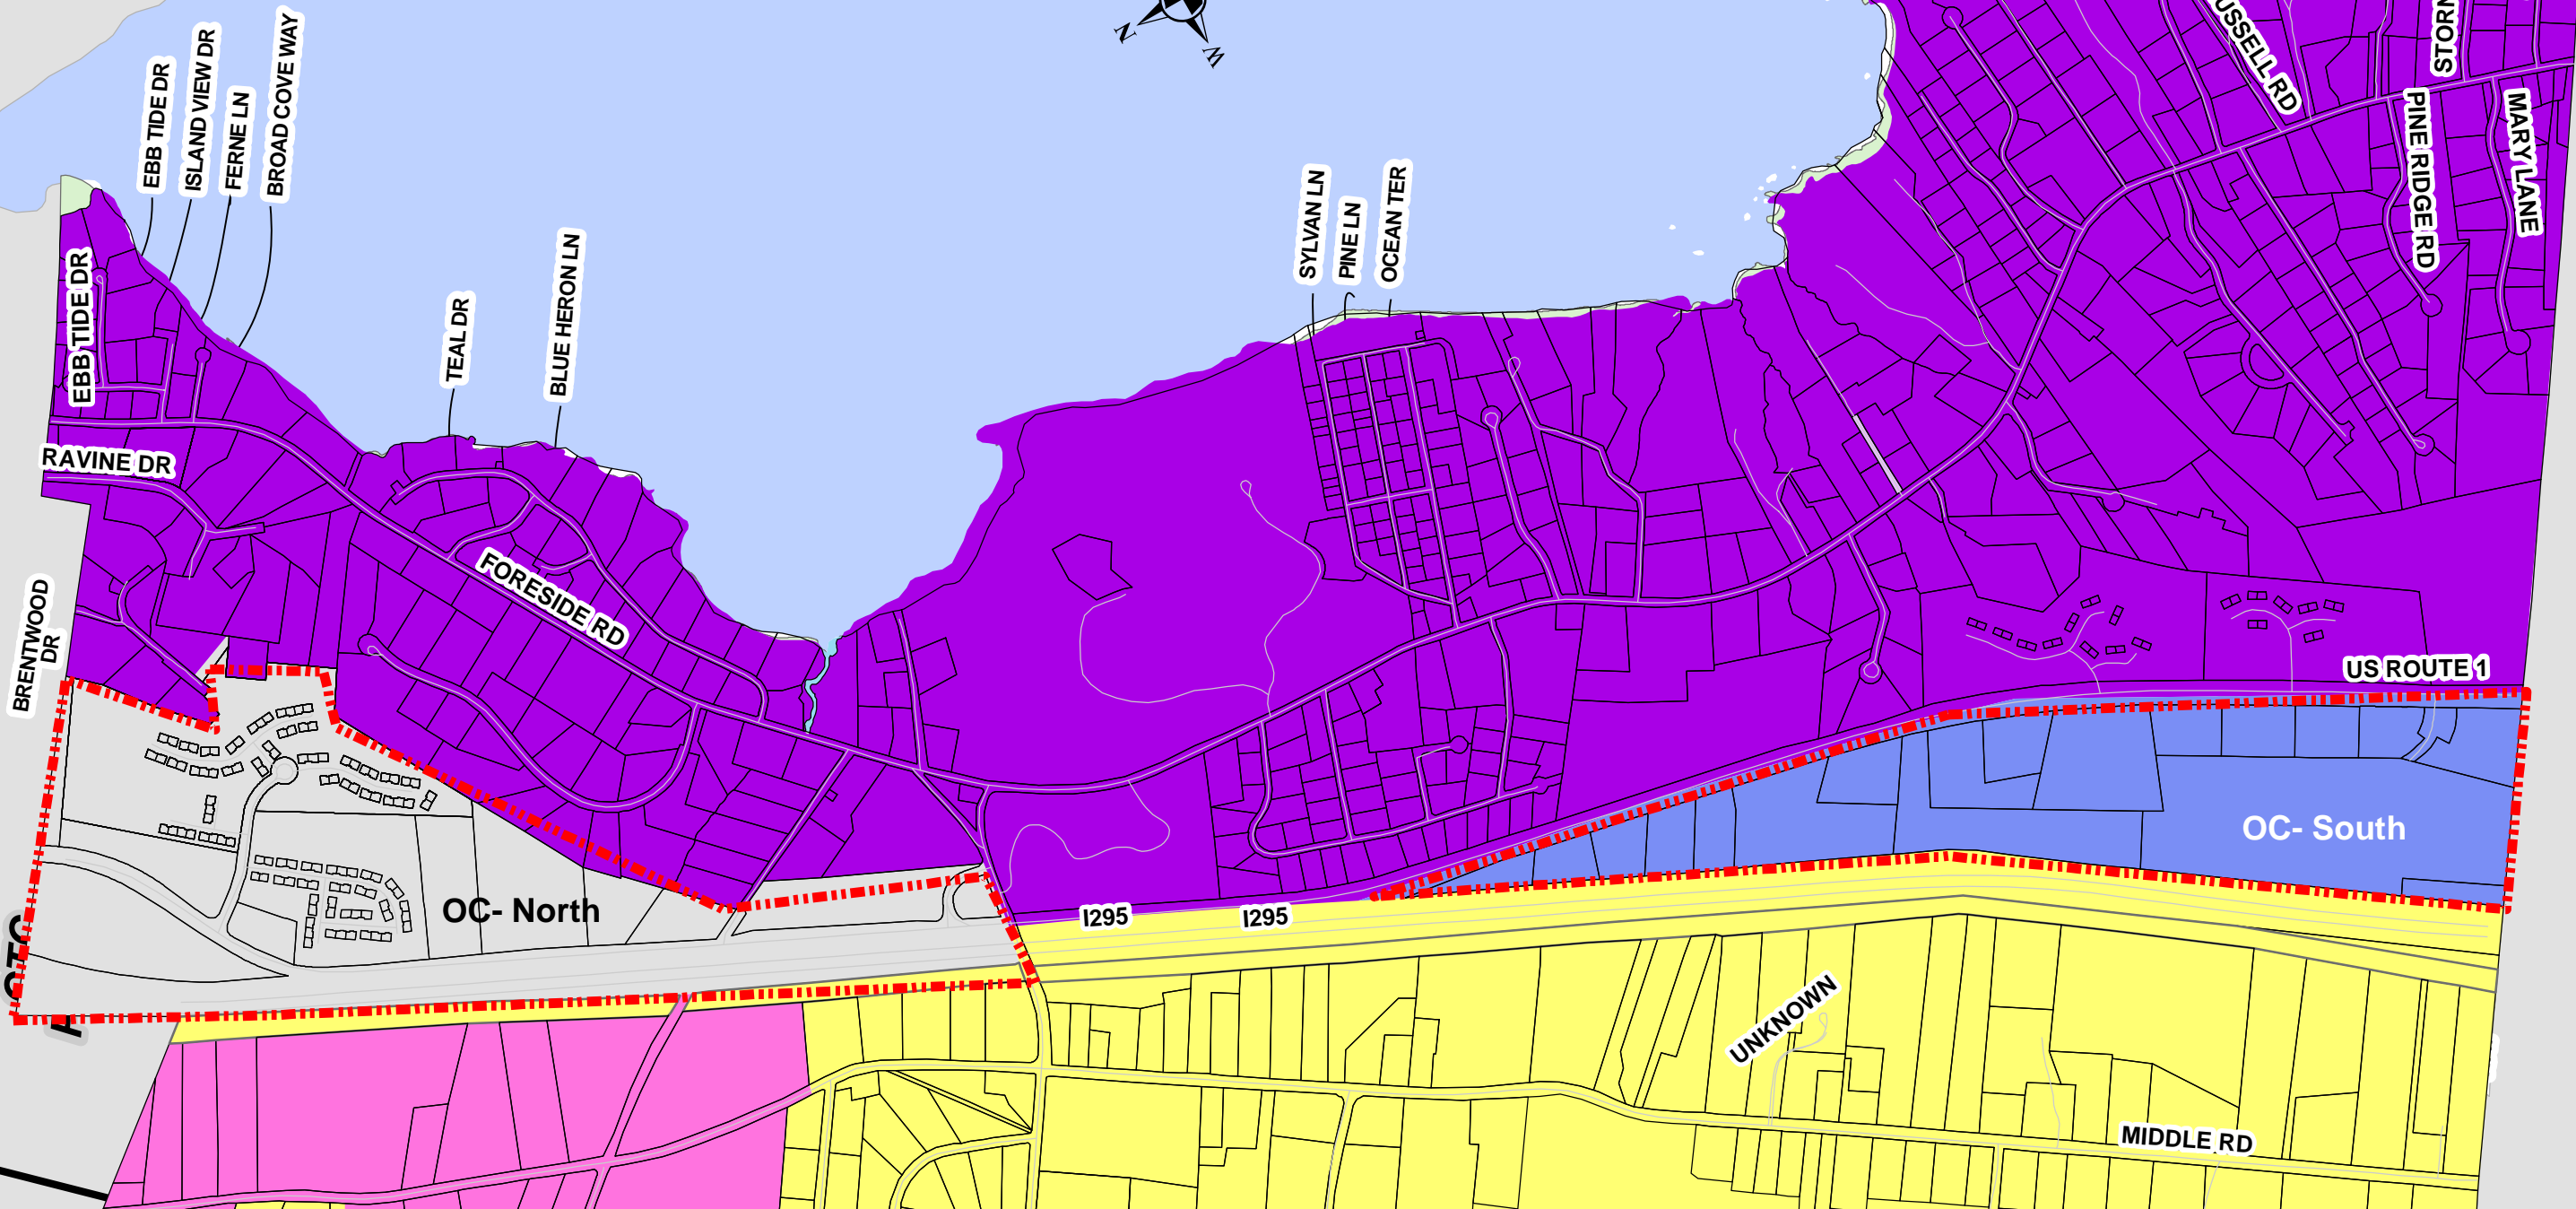 EBB TIDE DR
ISLAND VIEW DR
FERNE LN
BROAD COVE WAY
N
W
STORN
MARY LANE
PINE RIDGE RD
SYLVAN LN
PINE LN
OCEAN TER
EBB TIDE DR
TEAL DR
BLUE HERON LN
RAVINE DR
FORESIDE RD
BRENTWOOD
DR
US ROUTE 1
OC- South
OC- North
I295
I295
UNKNOWN
MIDDLE RD